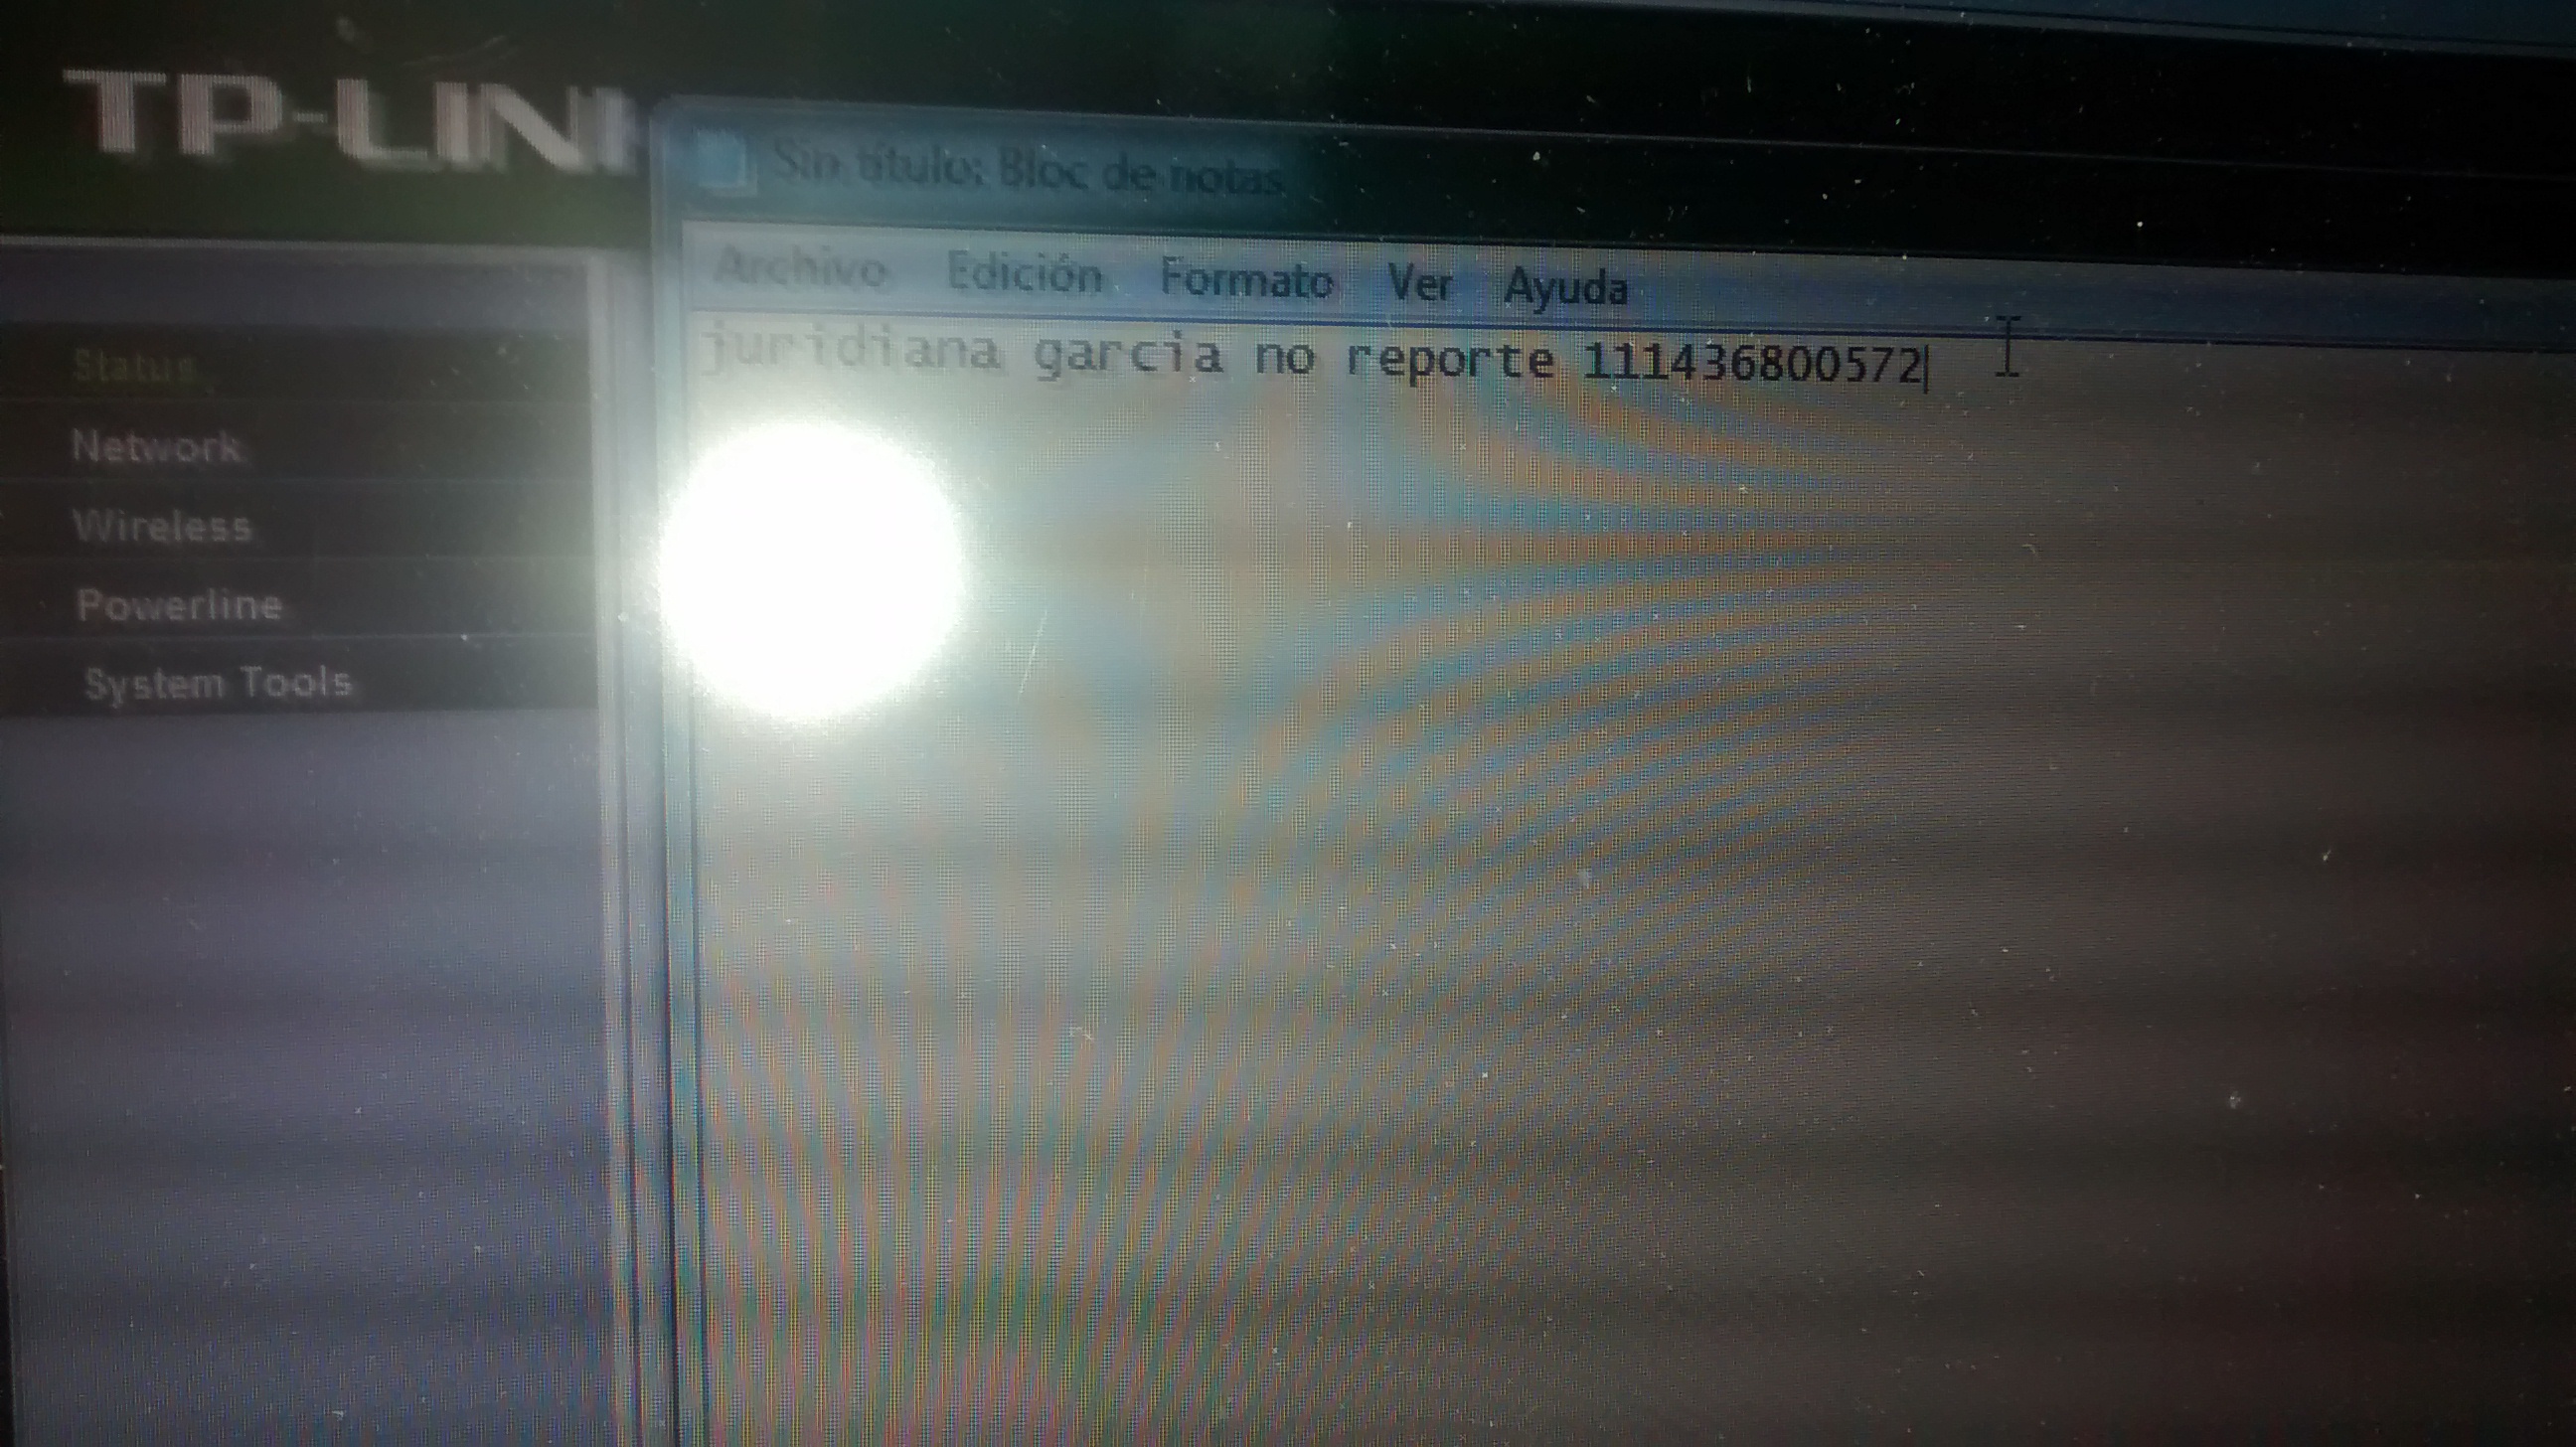 TP-LINK
Sin título: Bloc de notas
Archivo Edición Formato Ver Ayuda
juridiana garcia no reporte 111436800572
Status
Network
Wireless
Powerline
System Tools